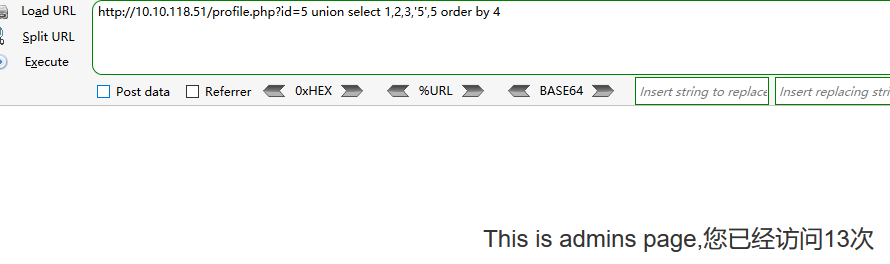 Load URL
http://10.10.118.51/profile.php?id=5 union select 1,2,3,'5',5 order by 4
Split URL
Execute
Post data Referrer 0xHEX %URL BASE64 Insert string to replace Insert replacing stri
This is admins page,您已经访问13次